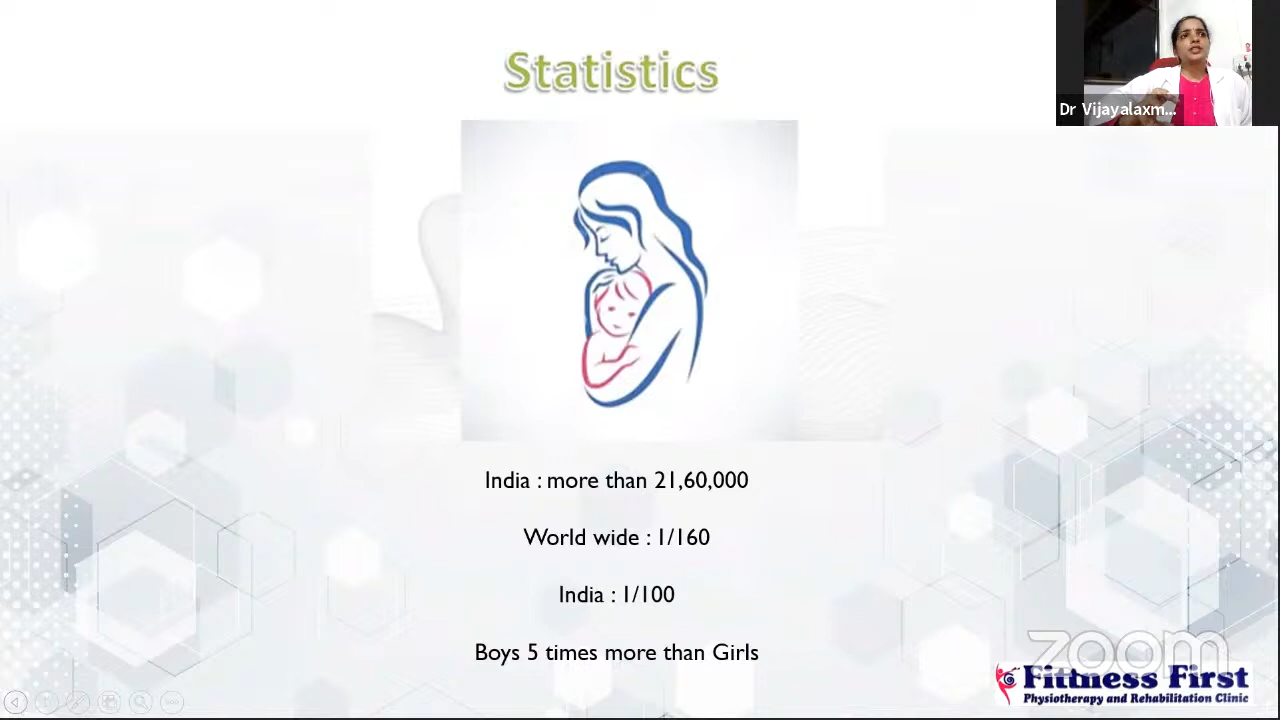 Statistics
Dr Vijayalaxm...
India : more than 21,60,000
World wide : 1/160
India : 1/100
Boys 5 times more than Girls
zoom
Fittness First
Physiotherapy and Rehabilitation Clinic